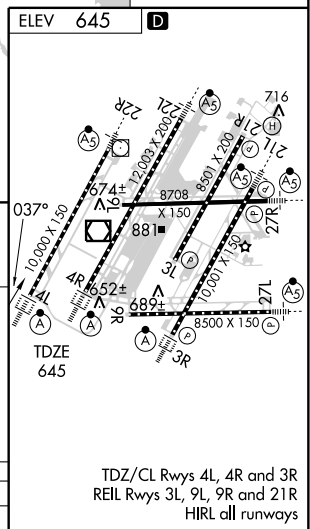 ELEV 645 D
22R
22L
A5
716
A5
12,003 X 200
8501 X 200
21R
H
21L
P
A5
P
A5
674±
9L
8708
X 150
P
27R
037°
10,000 X 150
881
3L
P
10,001 X 150
4L
4R
652±
689±
27L
A5
A
A
9R
8500 X 150
P
A
P
3R
TDZE
645
TDZ/CL Rwys 4L, 4R and 3R
REIL Rwys 3L, 9L, 9R and 21R
HIRL all runways